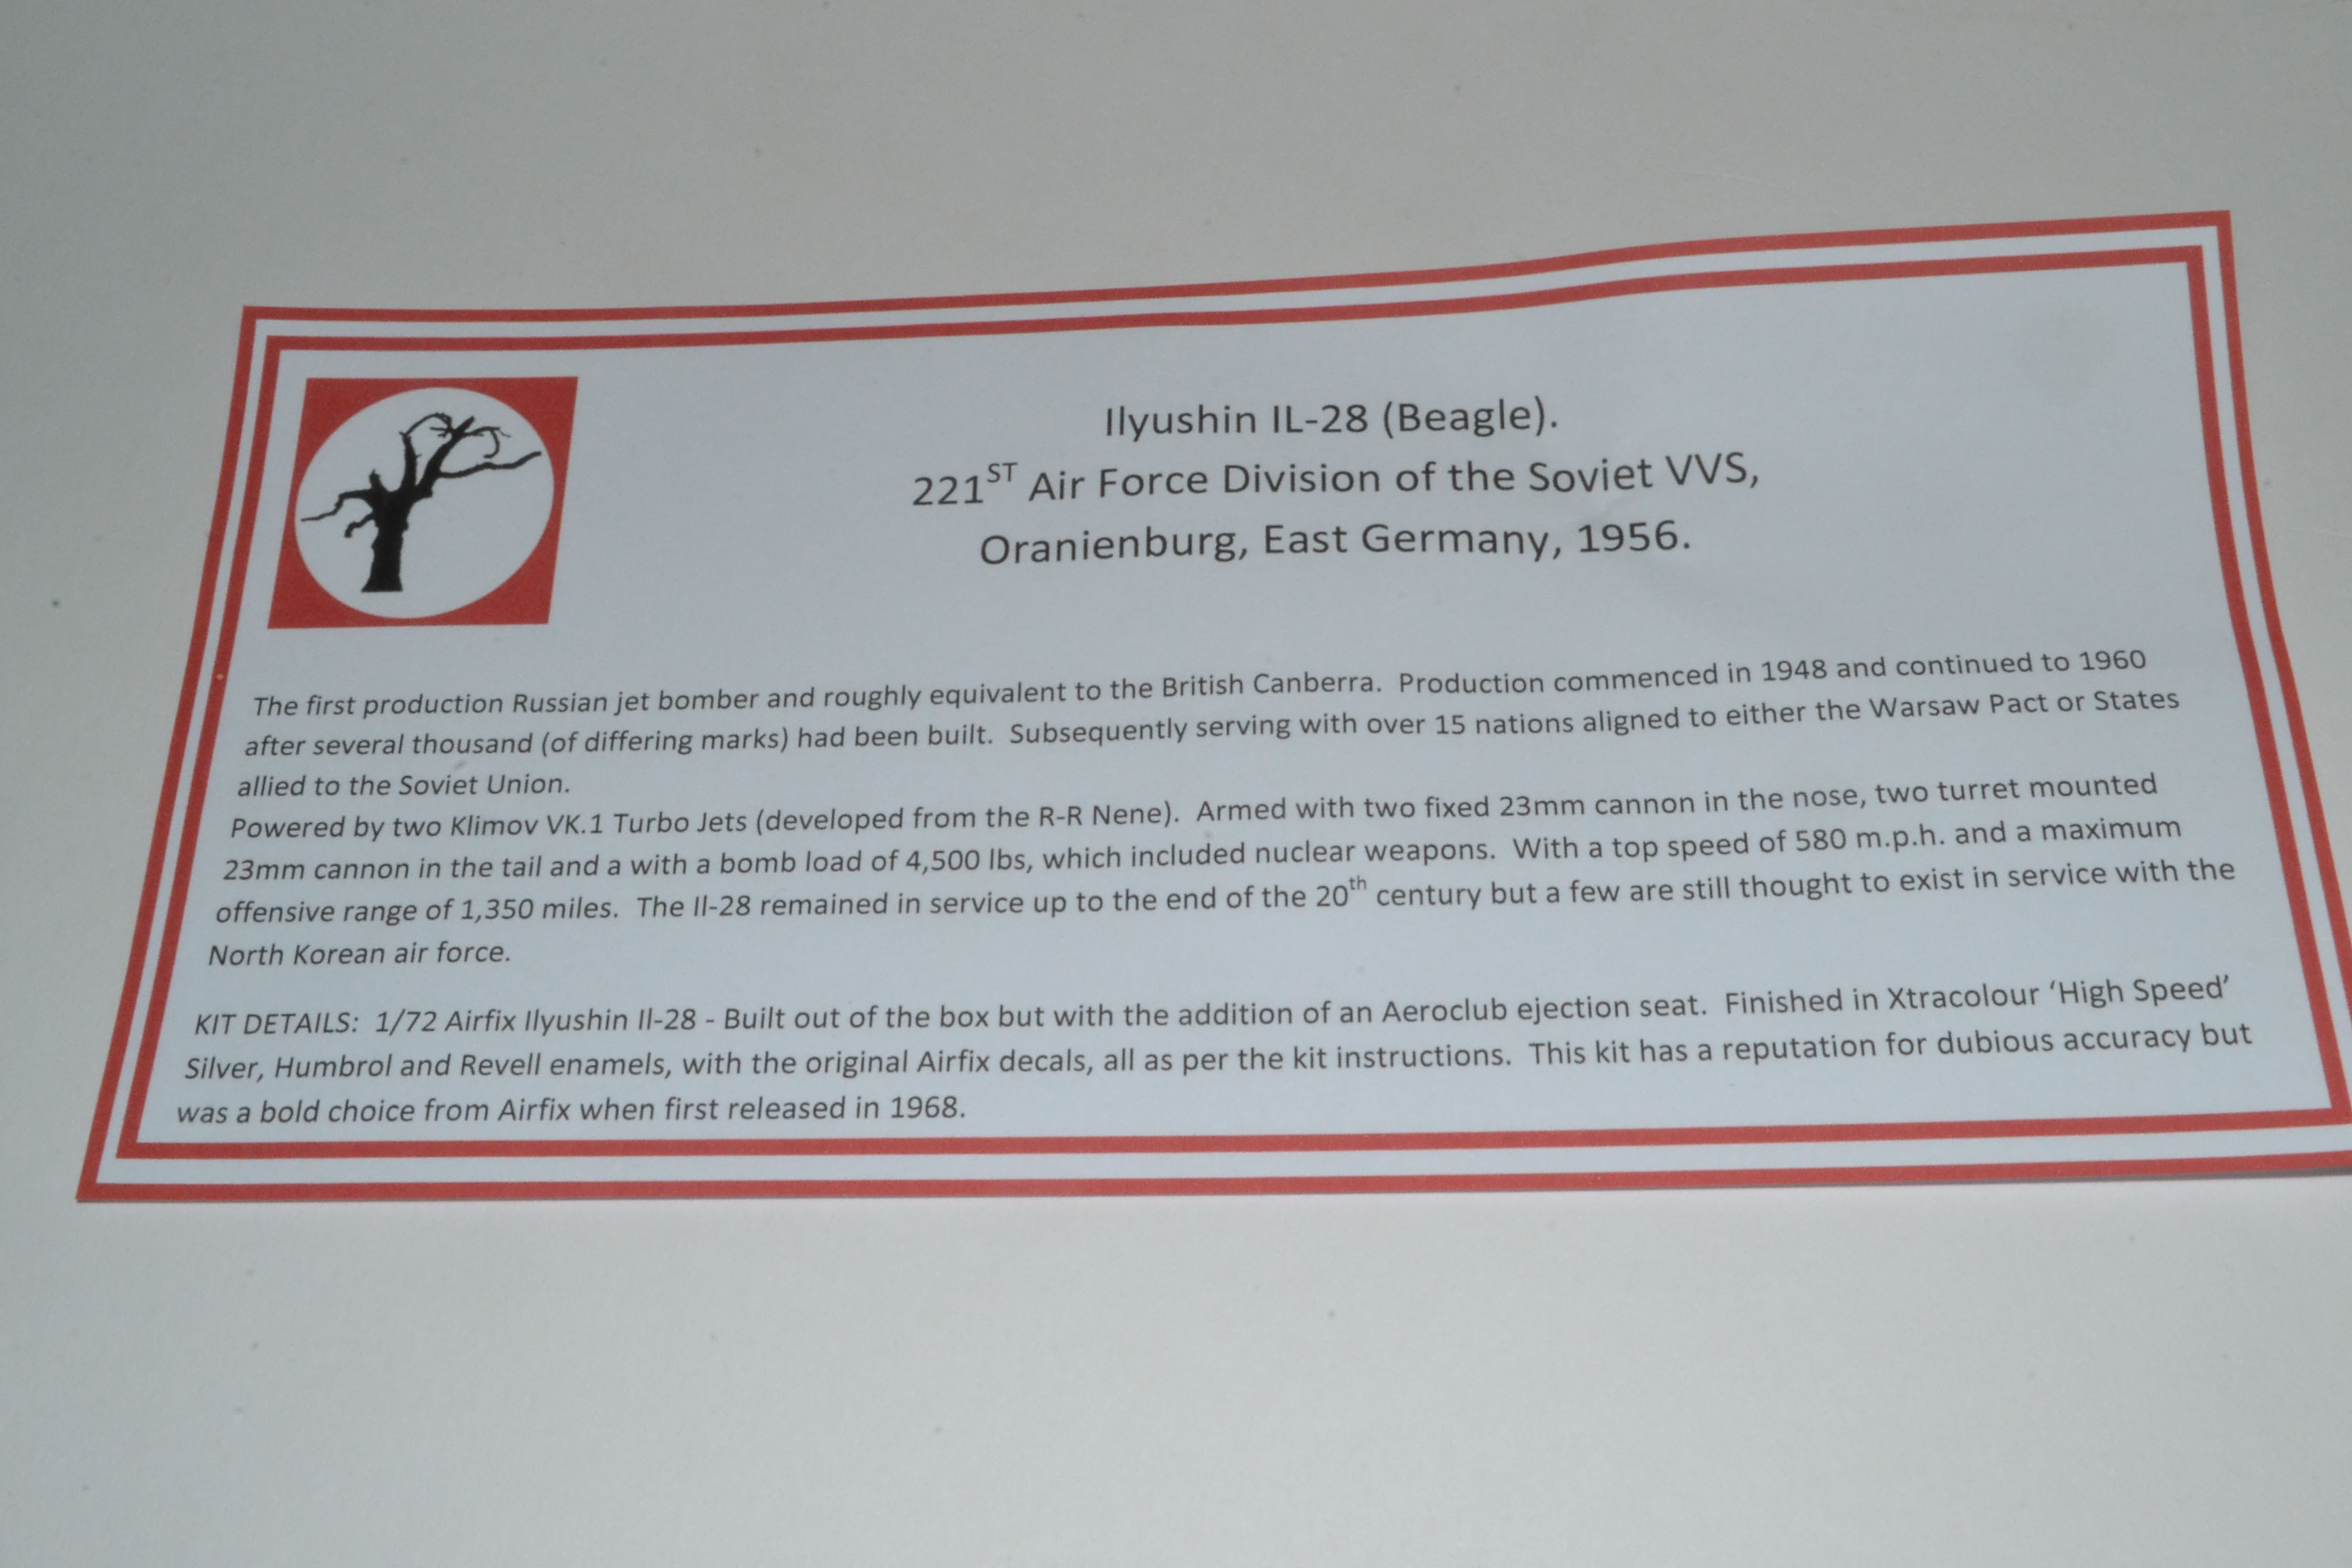 Ilyushin IL-28 (Beagle).
221ST Air Force Division of the Soviet VVS,
Oranienburg, East Germany, 1956.
The first production Russian jet bomber and roughly equivalent to the British Canberra. Production commenced in 1948 and continued to 1960
after several thousand (of differing marks) had been built. Subsequently serving with over 15 nations aligned to either the Warsaw Pact or States
allied to the Soviet Union.
Powered by two Klimov VK.1 Turbo Jets (developed from the R-R Nene). Armed with two fixed 23mm cannon in the nose, two turret mounted
23mm cannon in the tail and a with a bomb load of 4,500 lbs, which included nuclear weapons. With a top speed of 580 m.p.h. and a maximum
offensive range of 1,350 miles. The Il-28 remained in service up to the end of the 20th century but a few are still thought to exist in service with the
North Korean air force.
KIT DETAILS: 1/72 Airfix Ilyushin Il-28 - Built out of the box but with the addition of an Aeroclub ejection seat. Finished in Xtracolour ‘High Speed’
Silver, Humbrol and Revell enamels, with the original Airfix decals, all as per the kit instructions. This kit has a reputation for dubious accuracy but
was a bold choice from Airfix when first released in 1968.